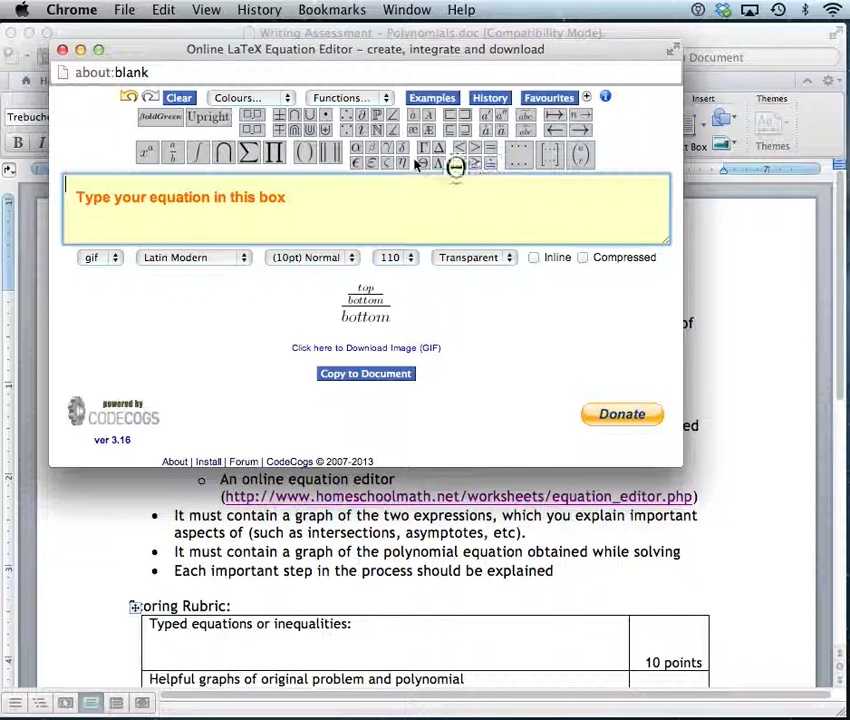 Chrome File Edit View History Bookmarks Window Help
Writing Assessment - Polynomials.doc [Compatibility Mode]
Online LaTeX Equation Editor – create, integrate and download
about:blank
Document
Clear Colours... Functions... Examples History Favourites
Trebuche
Insert Themes
Upright
B I
Box Themes
Type your equation in this box
gif Latin Modern (10pt) Normal 110 Transparent Inline Compressed
top
bottom
bottom
of
Click here to Download Image (GIF)
Copy to Document
powered by
CODECOGS
Donate
ed
ver 3.16
About | Install | Forum | CodeCogs © 2007-2013
An online equation editor
(http://www.homeschoolmath.net/worksheets/equation_editor.php)
It must contain a graph of the two expressions, which you explain important
aspects of (such as intersections, asymptotes, etc).
It must contain a graph of the polynomial equation obtained while solving
Each important step in the process should be explained
oring Rubric:
Typed equations or inequalities:
10 points
Helpful graphs of original problem and polynomial